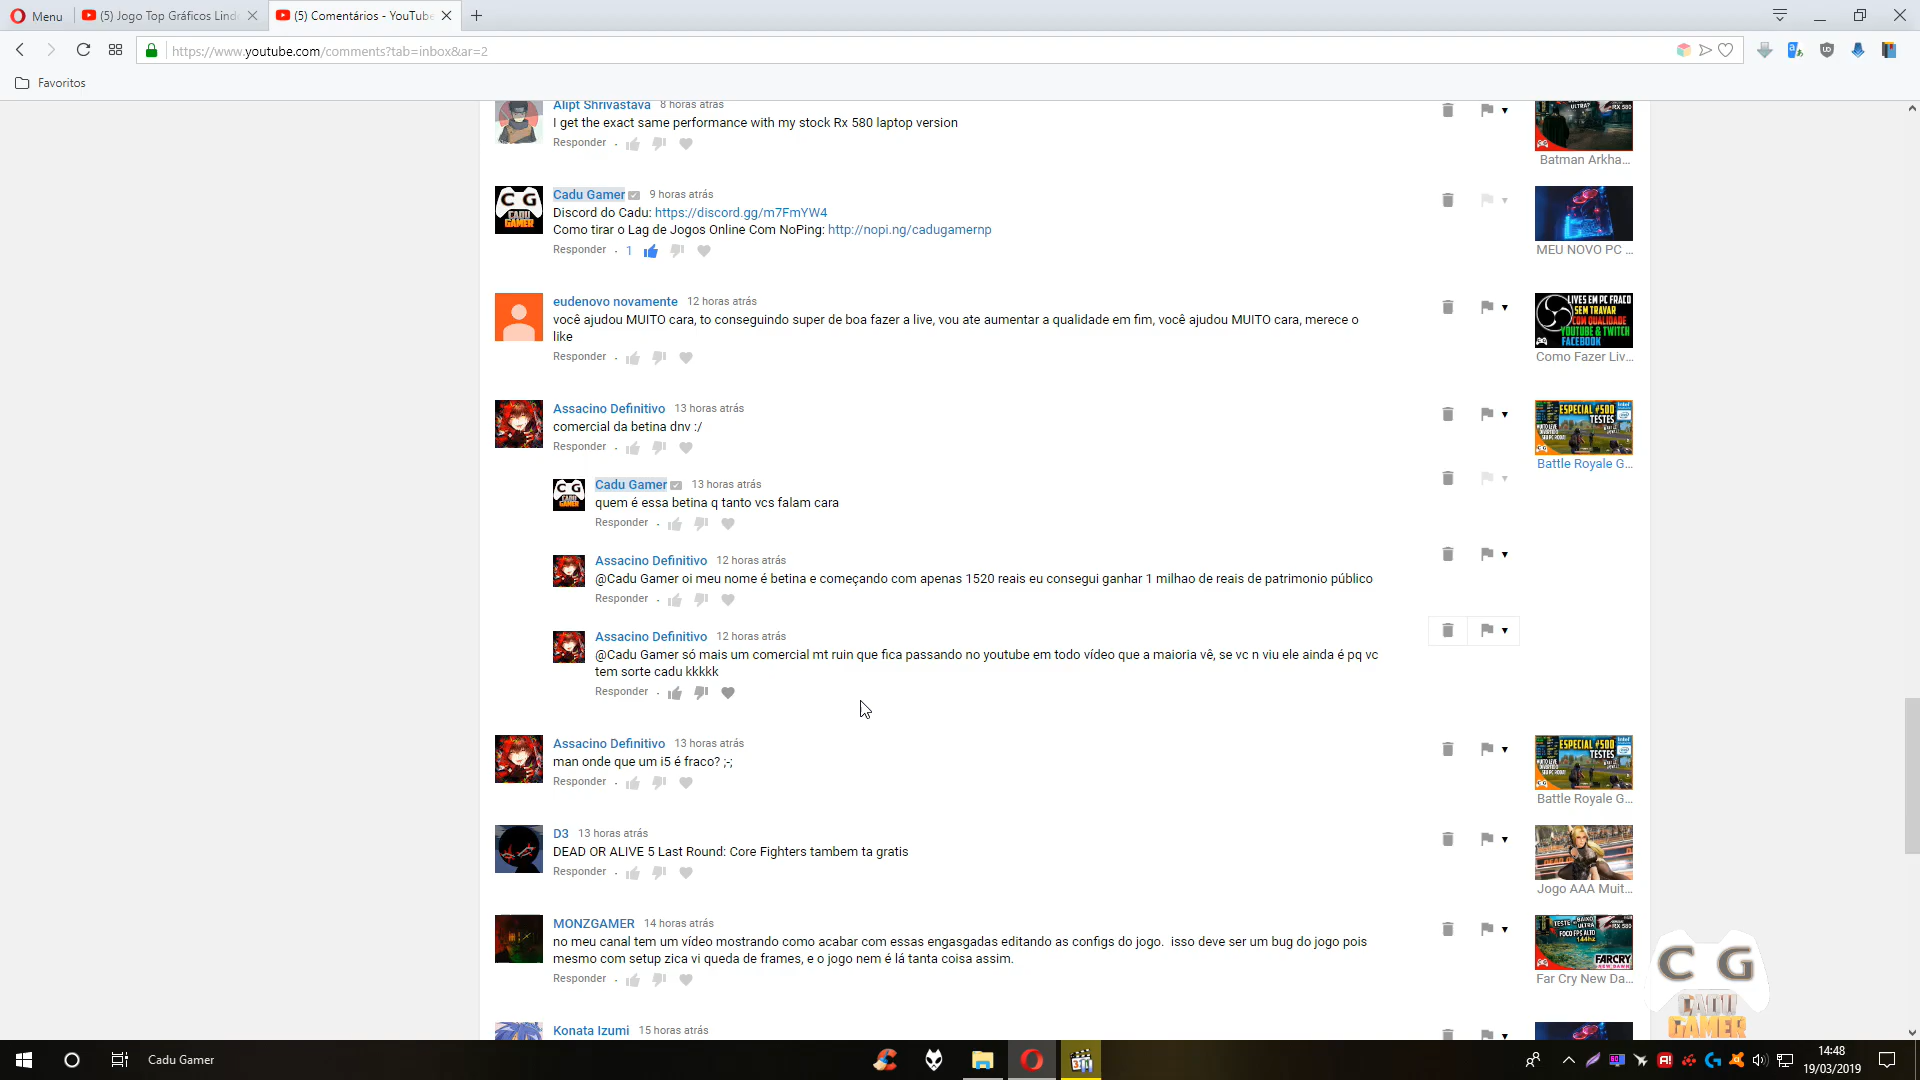 Menu
(5) Jogo Top Gráficos Lind
(5) Comentários - YouTube
https://www.youtube.com/comments?tab=inbox&ar=2
Favoritos
Alipt Shrivastava 8 horas atrás
I get the exact same performance with my stock Rx 580 laptop version
Responder
Batman Arkha...
Cadu Gamer 9 horas atrás
Discord do Cadu: https://discord.gg/m7FmYW4
Como tirar o Lag de Jogos Online Com NoPing: http://nopi.ng/cadugamernp
Responder 1
MEU NOVO PC ...
eudenovo novamente 12 horas atrás
você ajudou MUITO cara, to conseguindo super de boa fazer a live, vou ate aumentar a qualidade em fim, você ajudou MUITO cara, merece o
like
Responder
LIVES EM PC FRACO
SEM TRAVAR
COM QUALIDADE
YOUTUBE & TWITCH
FACEBOOK
Como Fazer Liv...
Assacino Definitivo 13 horas atrás
comercial da betina dnv :/
Responder
ESPECIAL #500
TESTES
Battle Royale G...
Cadu Gamer 13 horas atrás
quem é essa betina q tanto vcs falam cara
Responder
Assacino Definitivo 12 horas atrás
@Cadu Gamer oi meu nome é betina e começando com apenas 1520 reais eu consegui ganhar 1 milhao de reais de patrimonio público
Responder
Assacino Definitivo 12 horas atrás
@Cadu Gamer só mais um comercial mt ruin que fica passando no youtube em todo vídeo que a maioria vê, se vc n viu ele ainda é pq vc
tem sorte cadu kkkkk
Responder
Assacino Definitivo 13 horas atrás
man onde que um i5 é fraco? ;-;
Responder
ESPECIAL #500
TESTES
Battle Royale G...
D3 13 horas atrás
DEAD OR ALIVE 5 Last Round: Core Fighters tambem ta gratis
Responder
Jogo AAA Muit...
MONZGAMER 14 horas atrás
no meu canal tem um vídeo mostrando como acabar com essas engasgadas editando as configs do jogo. isso deve ser um bug do jogo pois
mesmo com setup zica vi queda de frames, e o jogo nem é lá tanta coisa assim.
Responder
FARCRY
Far Cry New Da...
Konata Izumi 15 horas atrás
C G
CADU
GAMER
Cadu Gamer
14:48
19/03/2019